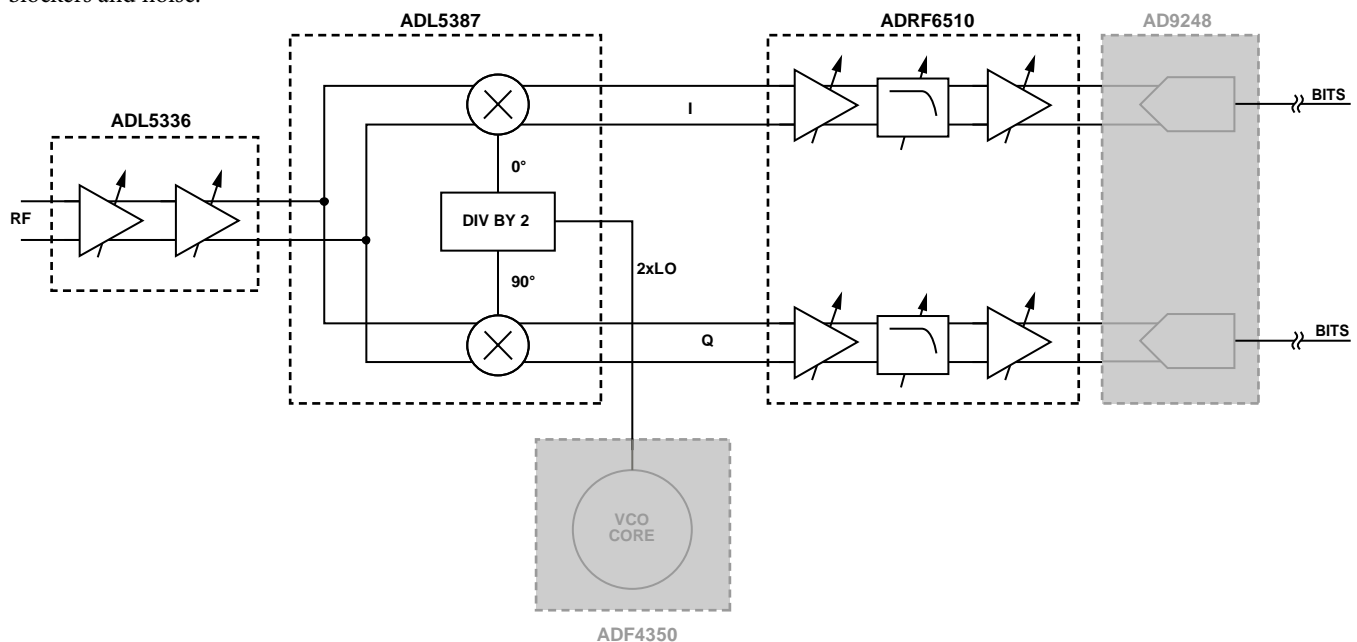 blockers and noise.
ADL5387
ADRF6510
AD9248
ADL5336
RF
I
0°
DIV BY 2
90°
2xLO
Q
BITS
BITS
VCO
CORE
ADF4350